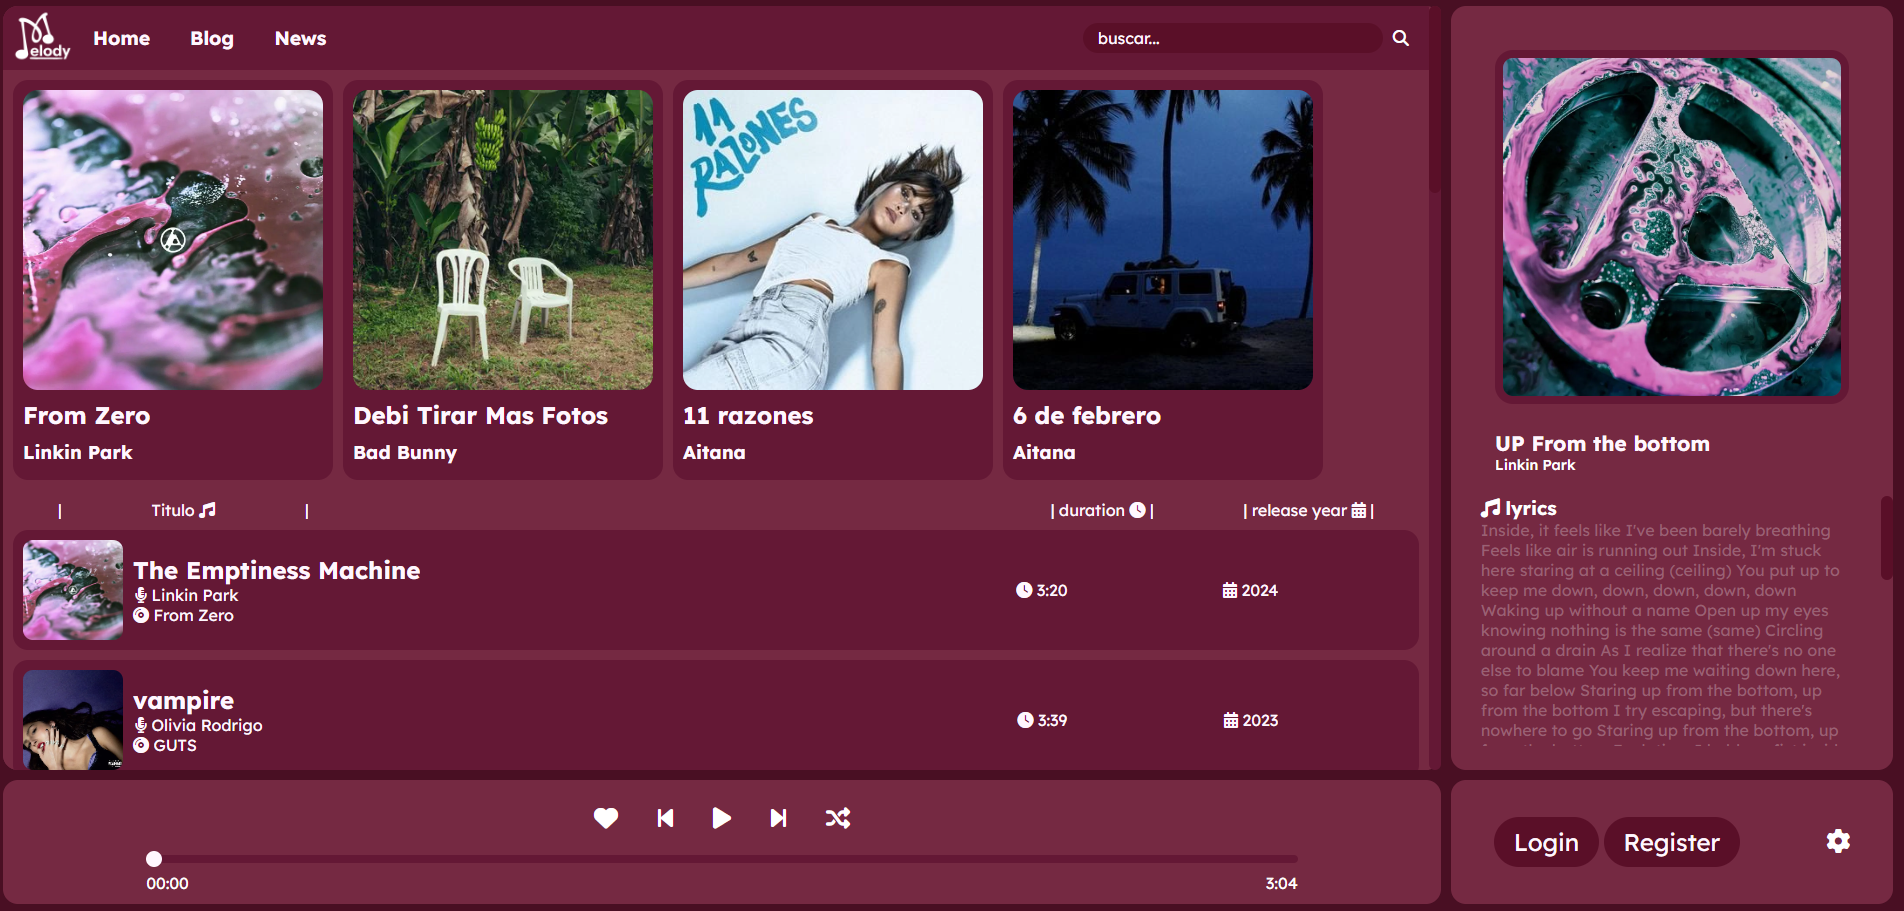 Melody
Home
Blog
News
buscar...
11
RAZONES
From Zero
Linkin Park
Debi Tirar Mas Fotos
Bad Bunny
11 razones
Aitana
6 de febrero
Aitana
| Titulo |
| duration |
| release year |
The Emptiness Machine
Linkin Park
From Zero
3:20
2024
vampire
Olivia Rodrigo
GUTS
3:39
2023
00:00
3:04
UP From the bottom
Linkin Park
lyrics
Inside, it feels like I've been barely breathing
Feels like air is running out Inside, I'm stuck
here staring at a ceiling (ceiling) You put up to
keep me down, down, down, down, down
Waking up without a name Open up my eyes
knowing nothing is the same (same) Circling
around a drain As I realize that there's no one
else to blame You keep me waiting down here,
so far below Staring up from the bottom, up
from the bottom I try escaping, but there's
nowhere to go Staring up from the bottom, up
Login
Register